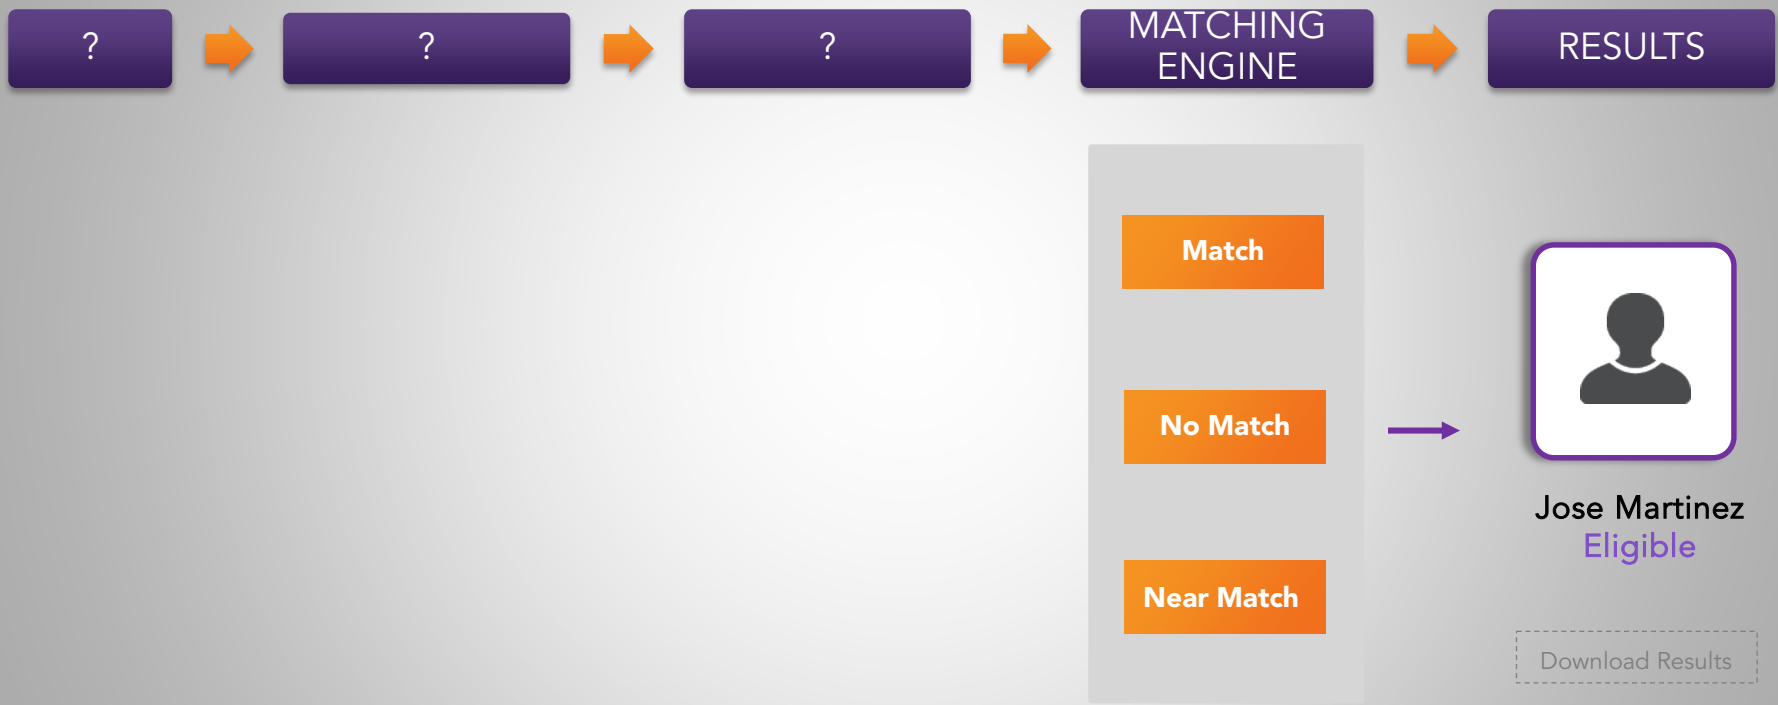 ?
?
?
MATCHING
ENGINE
RESULTS
Match
No Match
Near Match
Jose Martinez
Eligible
Download Results